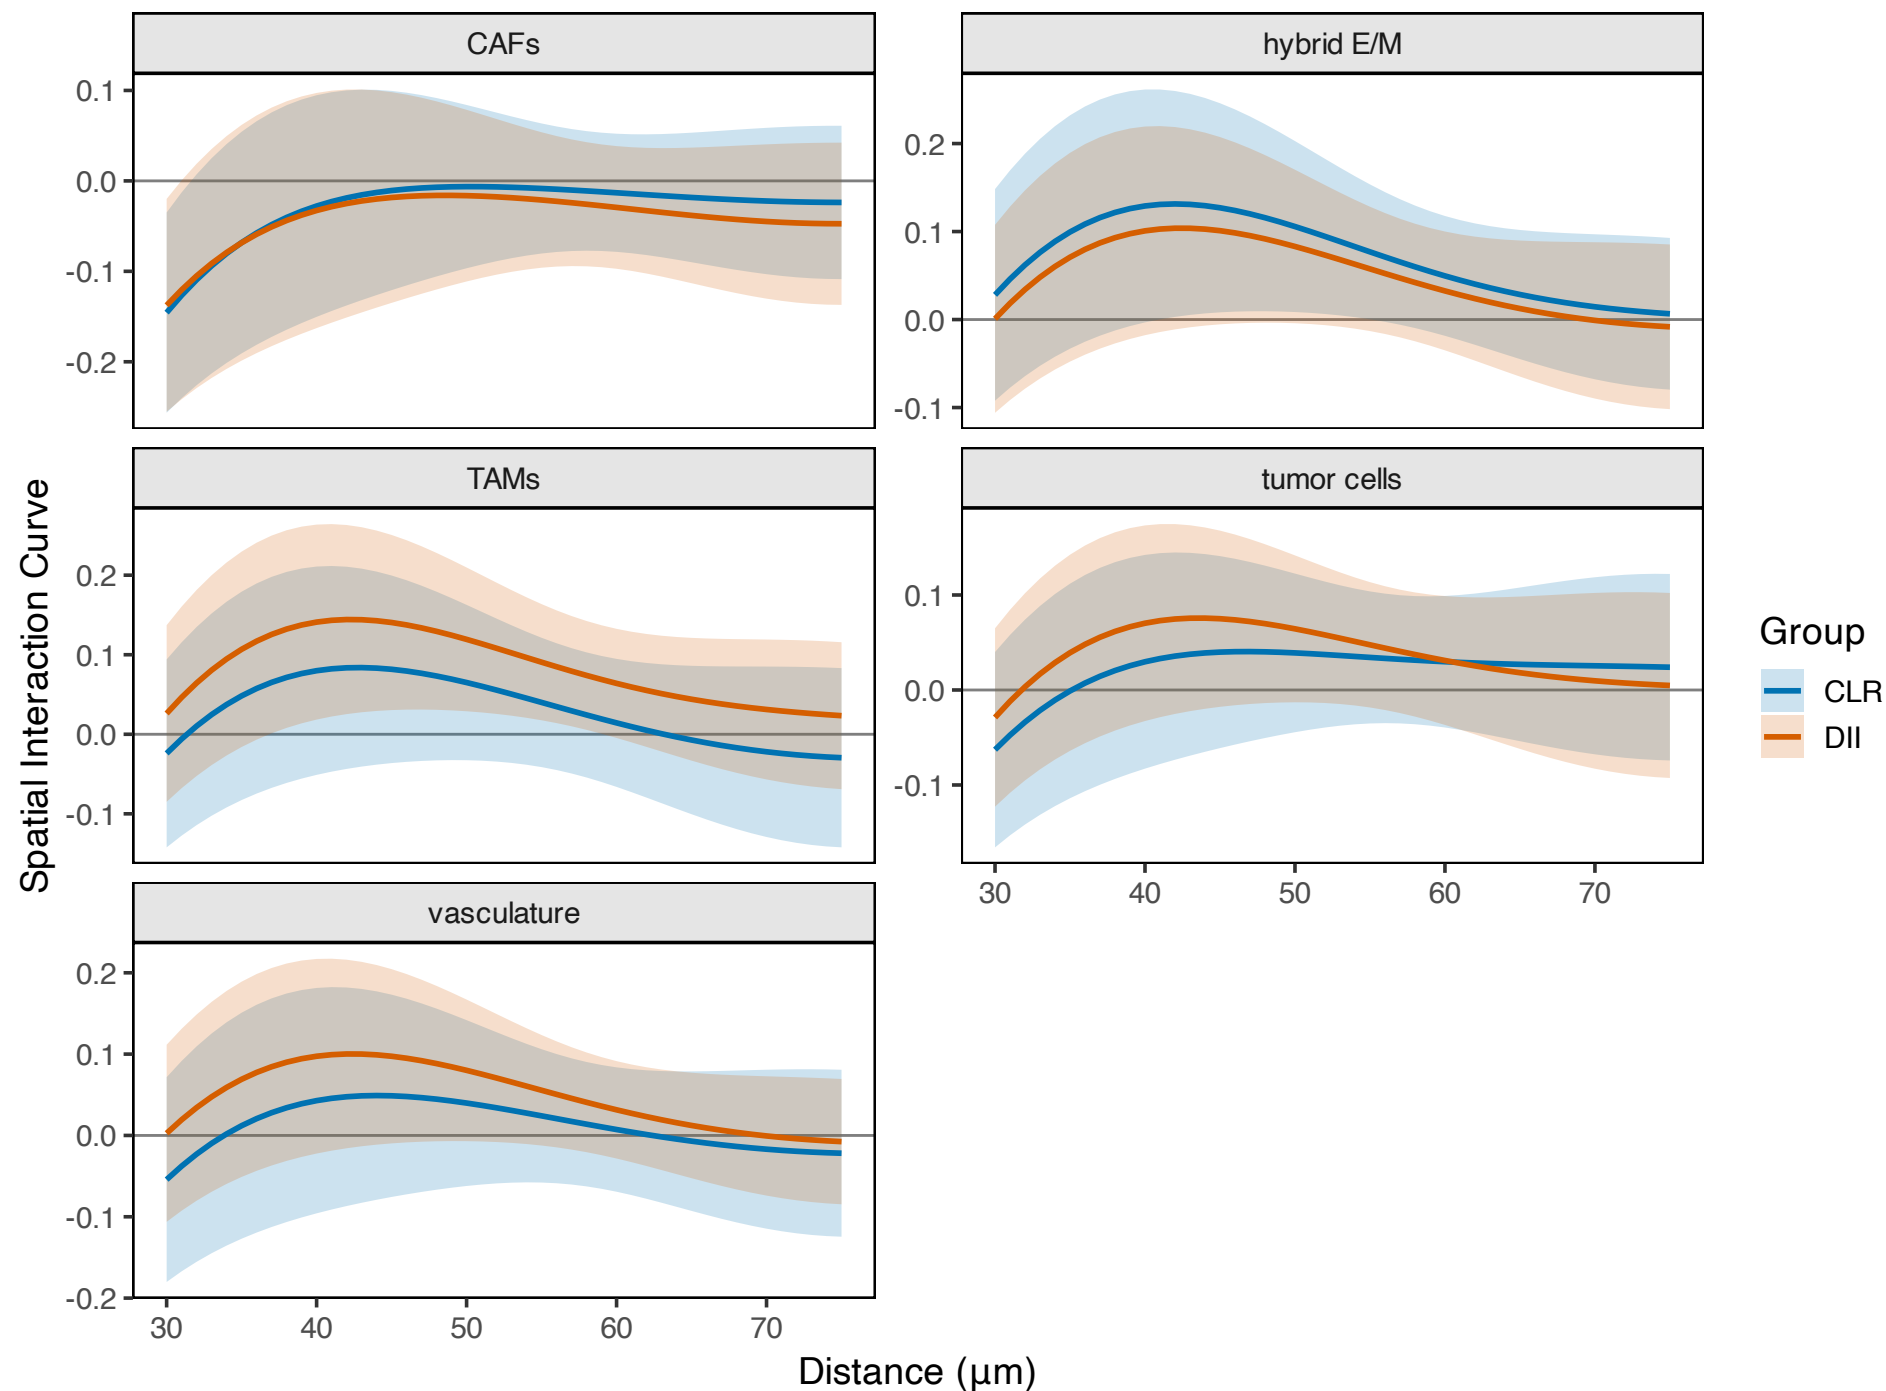 CAFs
hybrid E/M
0.1
0.0
-0.1
-0.2
0.2
0.1
0.0
-0.1
TAMs
tumor cells
Spatial Interaction Curve
0.2
0.1
0.0
-0.1
0.1
0.0
-0.1
30 40 50 60 70
Group
CLR
DII
vasculature
0.2
0.1
0.0
-0.1
-0.2
30 40 50 60 70
Distance (µm)